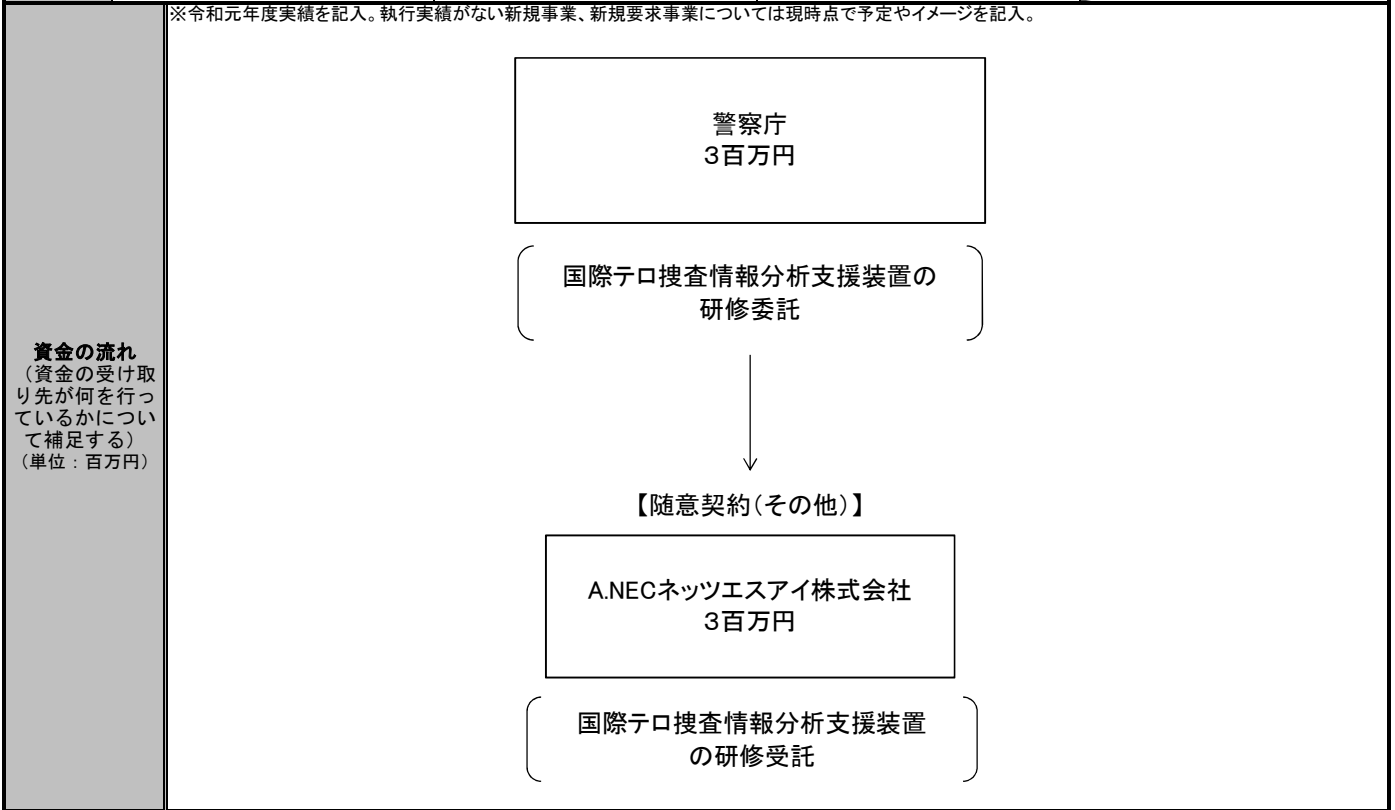 ※令和元年度実績を記入。執行実績がない新規事業、新規要求事業については現時点で予定やイメージを記入。
警察庁
３百万円
国際テロ捜査情報分析支援装置の
研修委託
資金の流れ
（資金の受け取
り先が何を行っ
ているかについ
て補足する）
（単位：百万円）
【随意契約（その他）】
A.NECネッツエスアイ株式会社
３百万円
国際テロ捜査情報分析支援装置
の研修受託